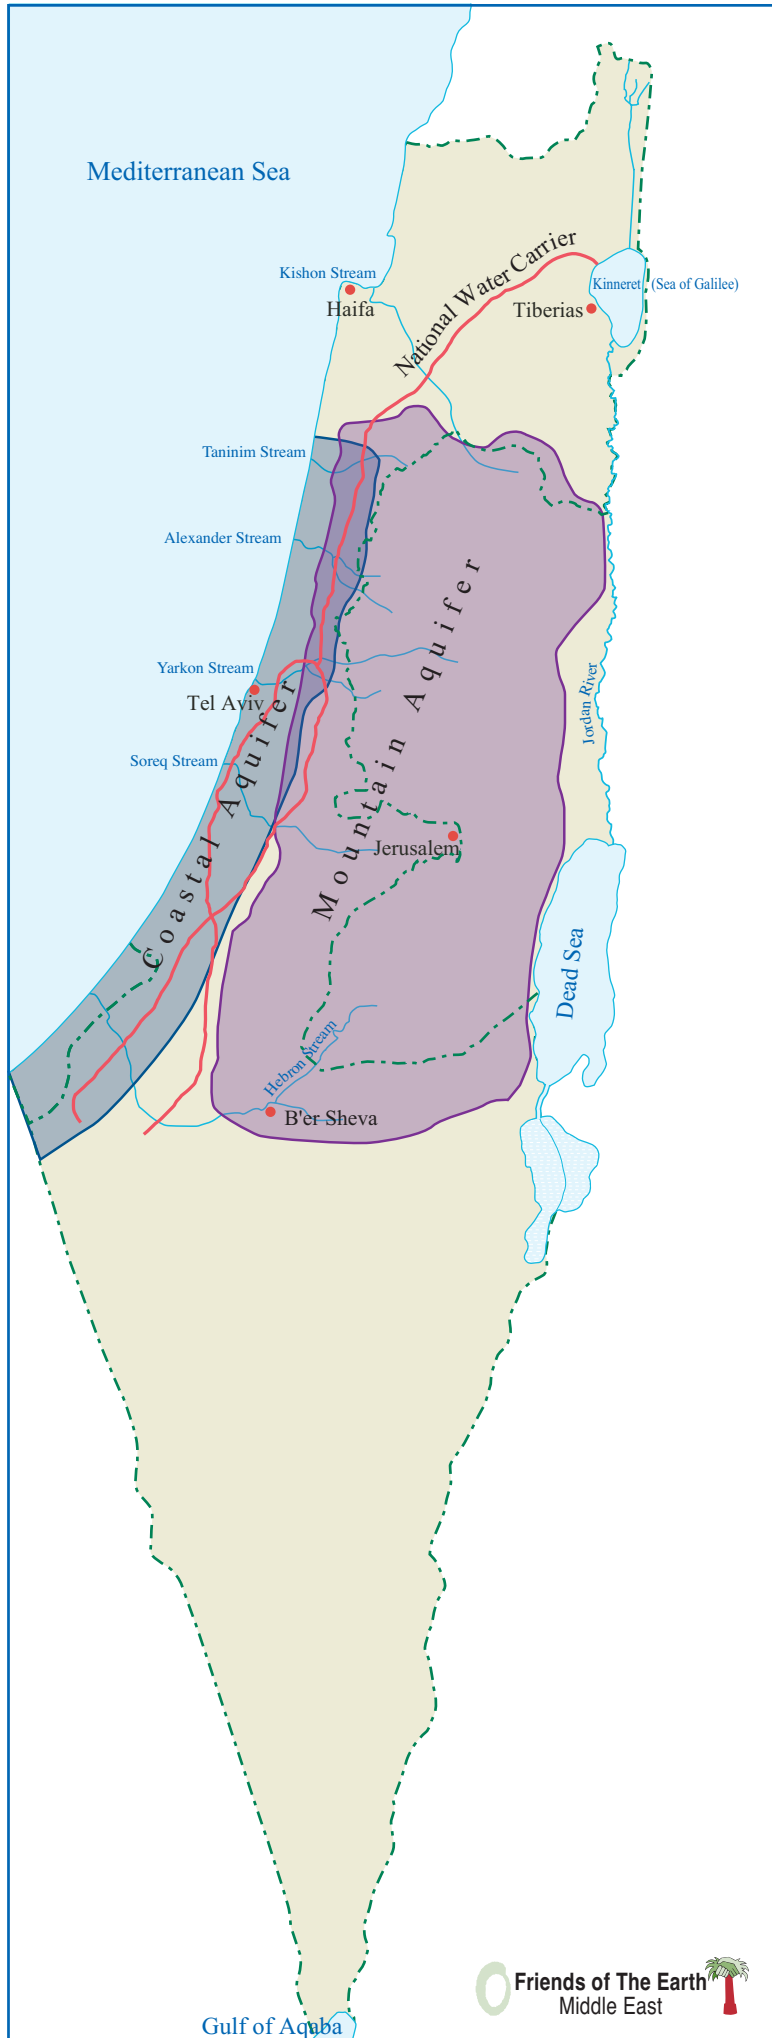 Mediterranean Sea
National Water Carrier
Kishon Stream
Haifa
Kinneret
(Sea of Galilee)
Tiberias
Taninim Stream
Alexander Stream
Mountain Aquifer
Yarkon Stream
Tel Aviv
Jordan River
Coastal Aquifer
Soreq Stream
Jerusalem
Dead Sea
Hebron Stream
B'er Sheva
Friends of The Earth
Middle East
Gulf of Aqaba